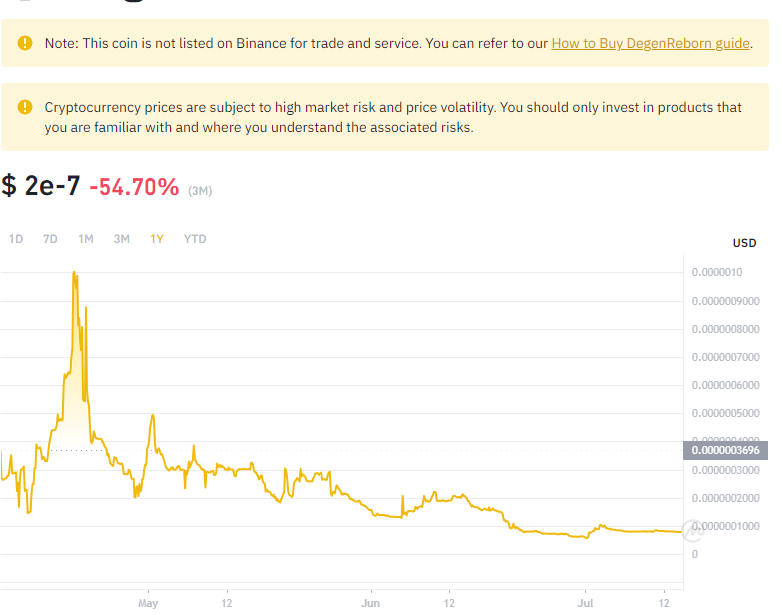 Note: This coin is not listed on Binance for trade and service. You can refer to our How to Buy DegenReborn guide.
Cryptocurrency prices are subject to high market risk and price volatility. You should only invest in products that
you are familiar with and where you understand the associated risks.
$ 2e-7 -54.70% (3M)
1D 7D 1M 3M 1Y YTD
USD
0.0000010
0.0000009000
0.0000008000
0.0000007000
0.0000006000
0.0000005000
0.0000003696
0.0000003000
0.0000002000
0.0000001000
0
May 12 Jun 12 Jul 12